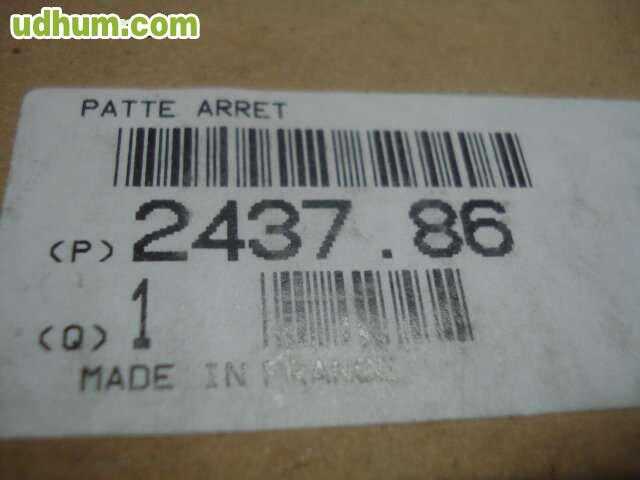 udhum.com
PATTE ARRET
(P) 2437.86
(Q) 1
MADE IN FRANCE